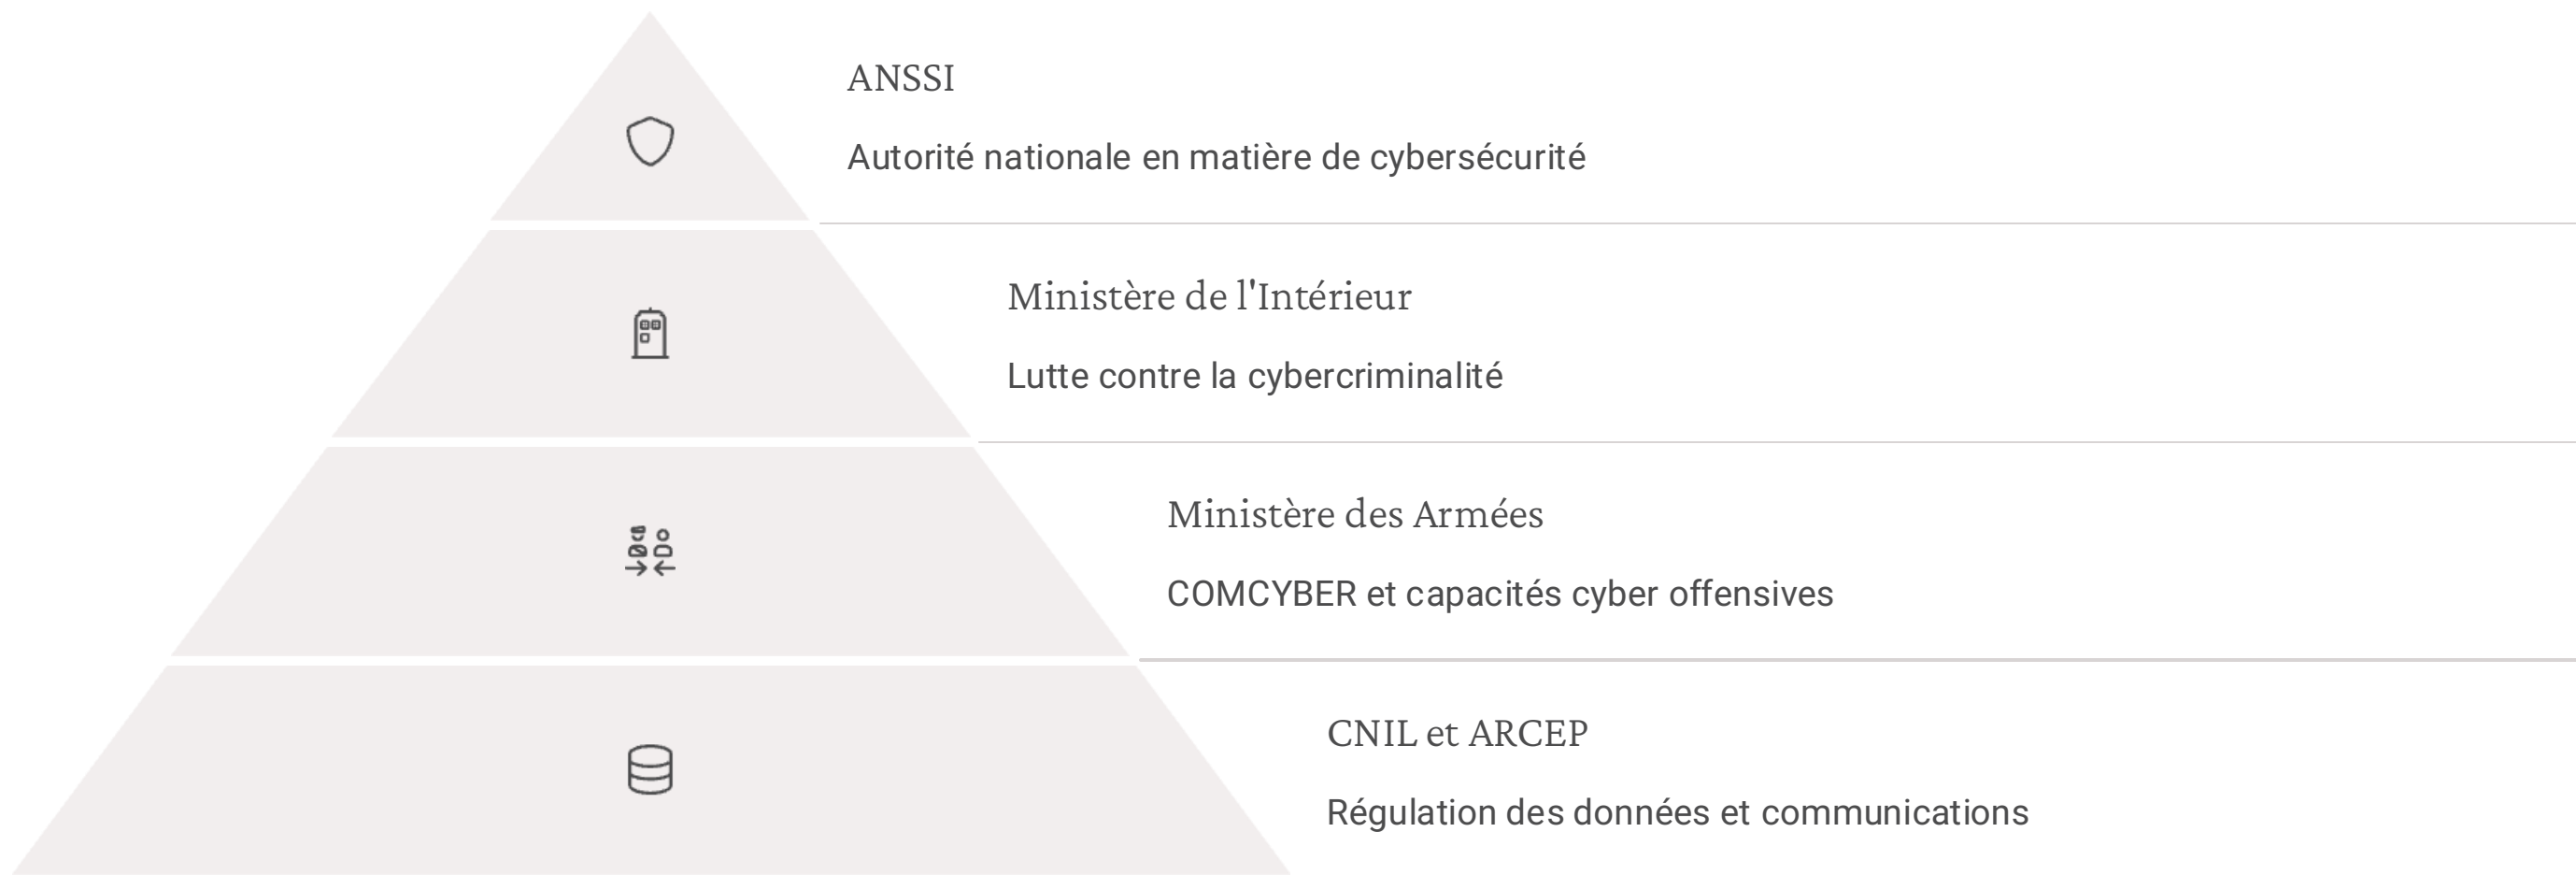 ANSSI
Autorité nationale en matière de cybersécurité
Ministère de l'Intérieur
Lutte contre la cybercriminalité
Ministère des Armées
COMCYBER et capacités cyber offensives
CNIL et ARCEP
Régulation des données et communications